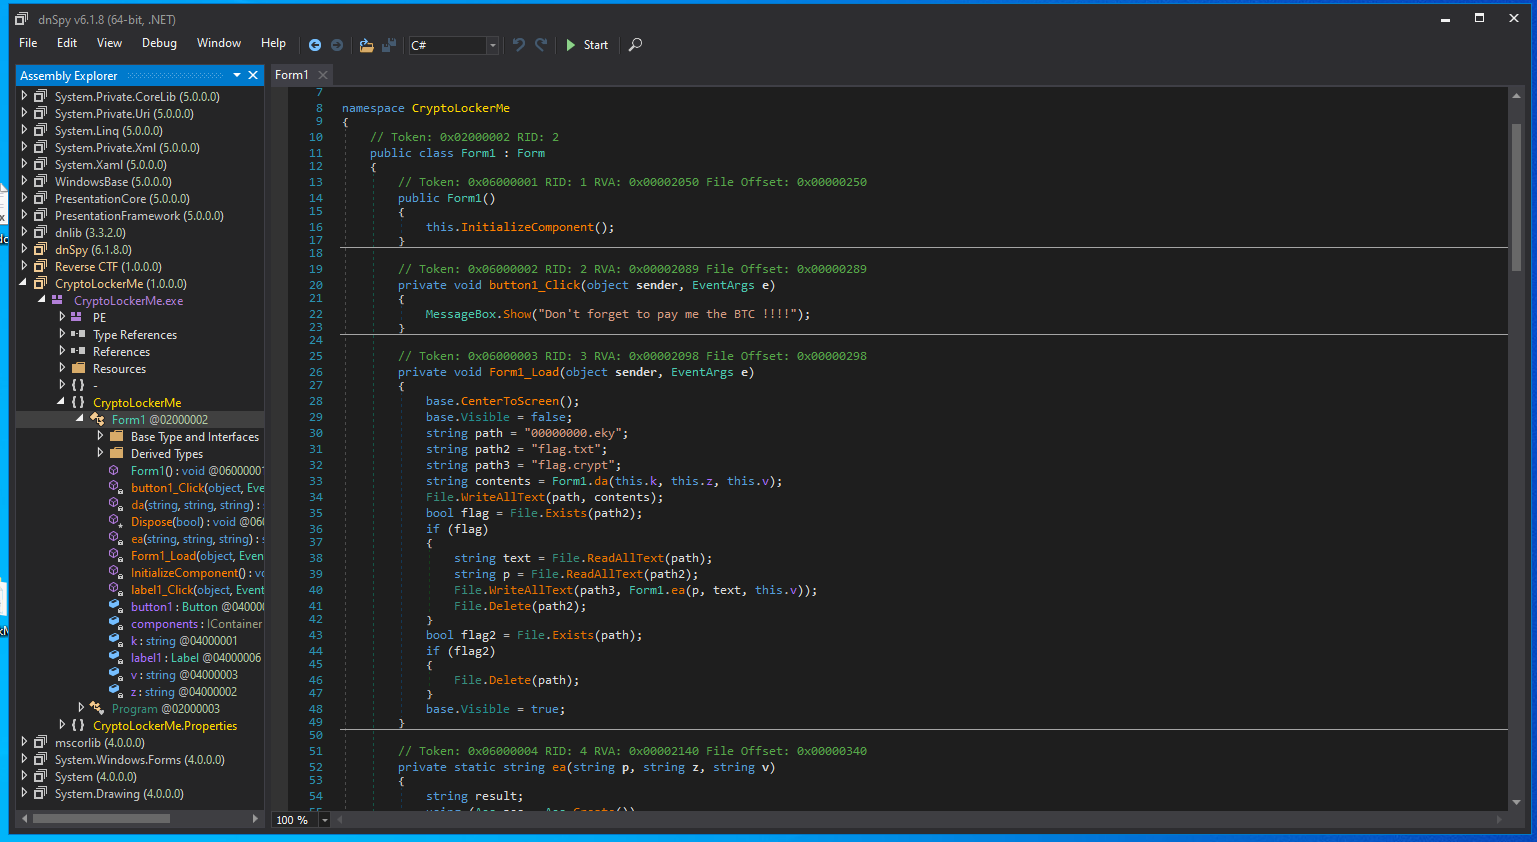 dnSpy v6.1.8 (64-bit, .NET)
File Edit View Debug Window Help C# Start
Assembly Explorer
System.Private.CoreLib (5.0.0.0)
System.Private.Uri (5.0.0.0)
System.Linq (5.0.0.0)
System.Private.Xml (5.0.0.0)
System.Xaml (5.0.0.0)
WindowsBase (5.0.0.0)
PresentationCore (5.0.0.0)
PresentationFramework (5.0.0.0)
dnlib (3.3.2.0)
dnSpy (6.1.8.0)
Reverse CTF (1.0.0.0)
CryptoLockerMe (1.0.0.0)
CryptoLockerMe.exe
PE
Type References
References
Resources
{ } -
{ } CryptoLockerMe
Form1 @02000002
Base Type and Interfaces
Derived Types
Form1() : void @06000001
button1_Click(object, Eve
da(string, string, string) : s
Dispose(bool) : void @060
ea(string, string, string) : s
Form1_Load(object, Even
InitializeComponent() : vo
label1_Click(object, Event
button1 : Button @040000
components : IContainer
k : string @04000001
label1 : Label @04000006
v : string @04000003
z : string @04000002
Program @02000003
{ } CryptoLockerMe.Properties
mscorlib (4.0.0.0)
System.Windows.Forms (4.0.0.0)
System (4.0.0.0)
System.Drawing (4.0.0.0)
Form1
7
8 namespace CryptoLockerMe
9 {
10 // Token: 0x02000002 RID: 2
11 public class Form1 : Form
12 {
13 // Token: 0x06000001 RID: 1 RVA: 0x00002050 File Offset: 0x00000250
14 public Form1()
15 {
16 this.InitializeComponent();
17 }
18
19 // Token: 0x06000002 RID: 2 RVA: 0x00002089 File Offset: 0x00000289
20 private void button1_Click(object sender, EventArgs e)
21 {
22 MessageBox.Show("Don't forget to pay me the BTC !!!!");
23 }
24
25 // Token: 0x06000003 RID: 3 RVA: 0x00002098 File Offset: 0x00000298
26 private void Form1_Load(object sender, EventArgs e)
27 {
28 base.CenterToScreen();
29 base.Visible = false;
30 string path = "00000000.eky";
31 string path2 = "flag.txt";
32 string path3 = "flag.crypt";
33 string contents = Form1.da(this.k, this.z, this.v);
34 File.WriteAllText(path, contents);
35 bool flag = File.Exists(path2);
36 if (flag)
37 {
38 string text = File.ReadAllText(path);
39 string p = File.ReadAllText(path2);
40 File.WriteAllText(path3, Form1.ea(p, text, this.v));
41 File.Delete(path2);
42 }
43 bool flag2 = File.Exists(path);
44 if (flag2)
45 {
46 File.Delete(path);
47 }
48 base.Visible = true;
49 }
50
51 // Token: 0x06000004 RID: 4 RVA: 0x00002140 File Offset: 0x00000340
52 private static string ea(string p, string z, string v)
53 {
54 string result;
100 %